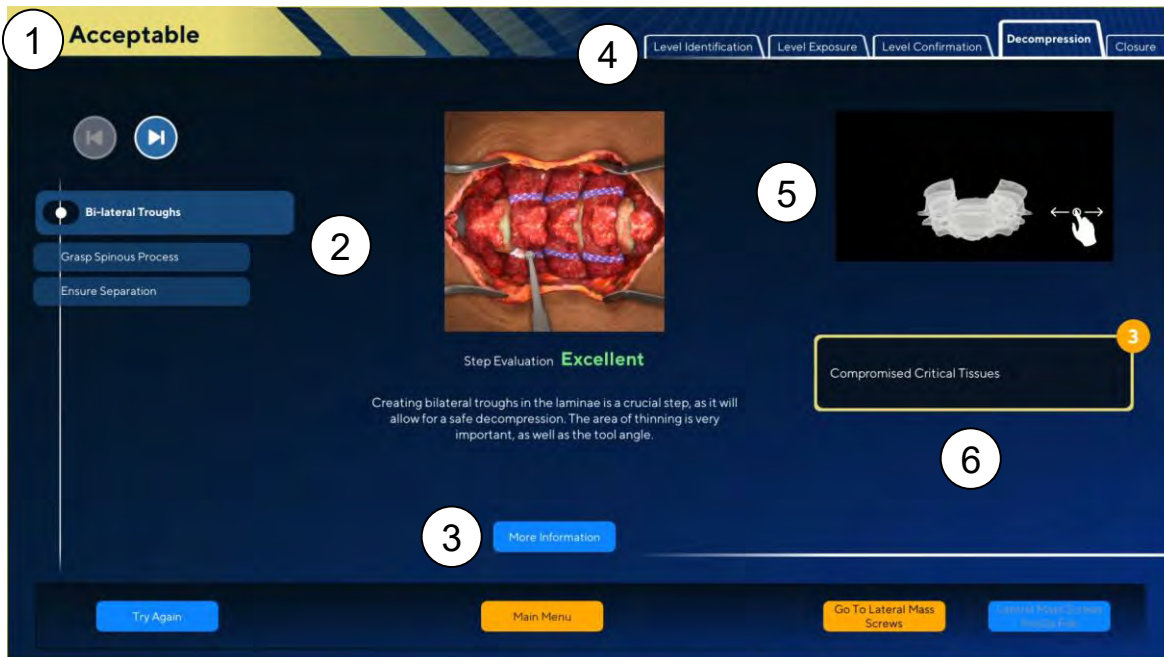 1
Acceptable
4
Level Identification
Level Exposure
Level Confirmation
Decompression
Closure
5
Bi-lateral Troughs
2
Grasp Spinous Process
Ensure Separation
3
Step Evaluation Excellent
Compromised Critical Tissues
Creating bilateral troughs in the laminae is a crucial step, as it will
allow for a safe decompression. The area of thinning is very
important, as well as the tool angle.
6
3
More Information
Try Again
Main Menu
Go To Lateral Mass
Screws
Lateral Mass Screws